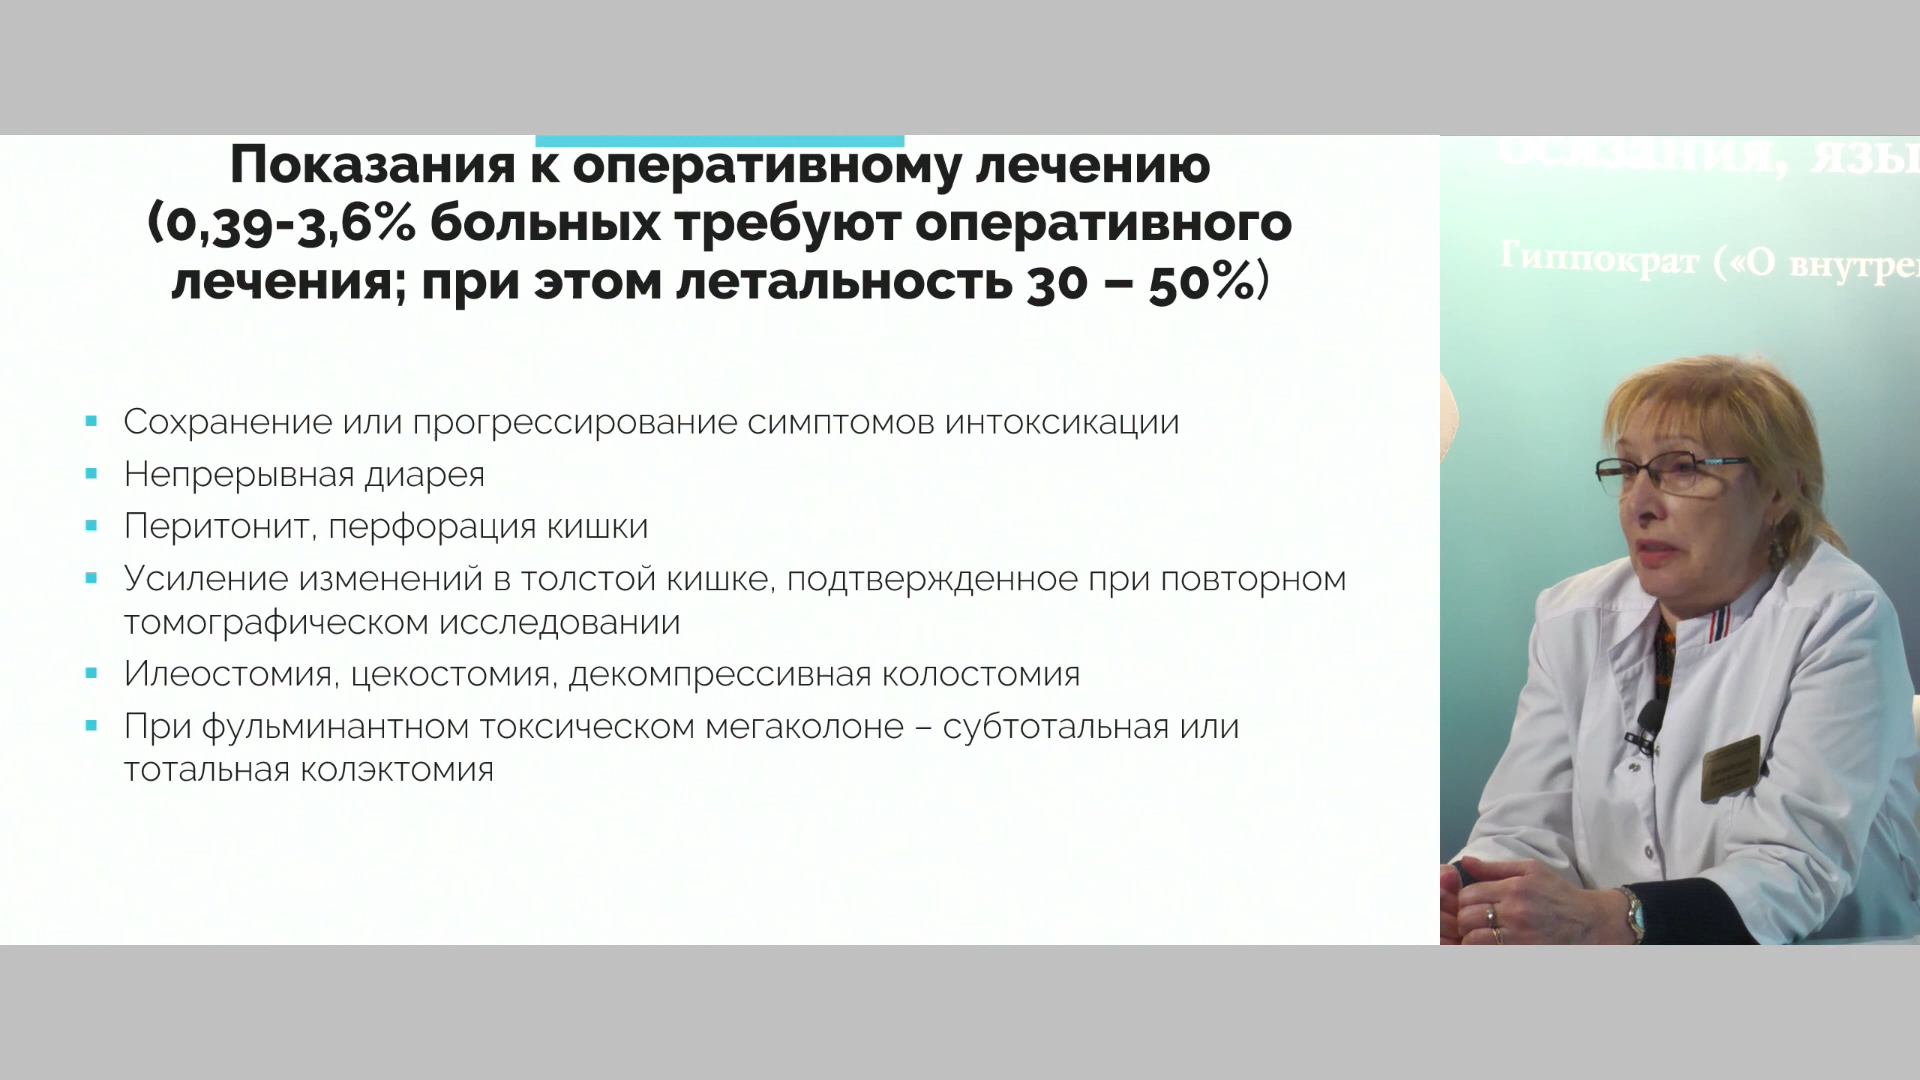 Показания к оперативному лечению
(0,39-3,6% больных требуют оперативного
лечения; при этом летальность 30 – 50%)
▪ Сохранение или прогрессирование симптомов интоксикации
▪ Непрерывная диарея
▪ Перитонит, перфорация кишки
▪ Усиление изменений в толстой кишке, подтвержденное при повторном
томографическом исследовании
▪ Илеостомия, цекостомия, декомпрессивная колостомия
▪ При фульминантном токсическом мегаколоне – субтотальная или
тотальная колэктомия
осязания, язы
Гиппократ («О внутре